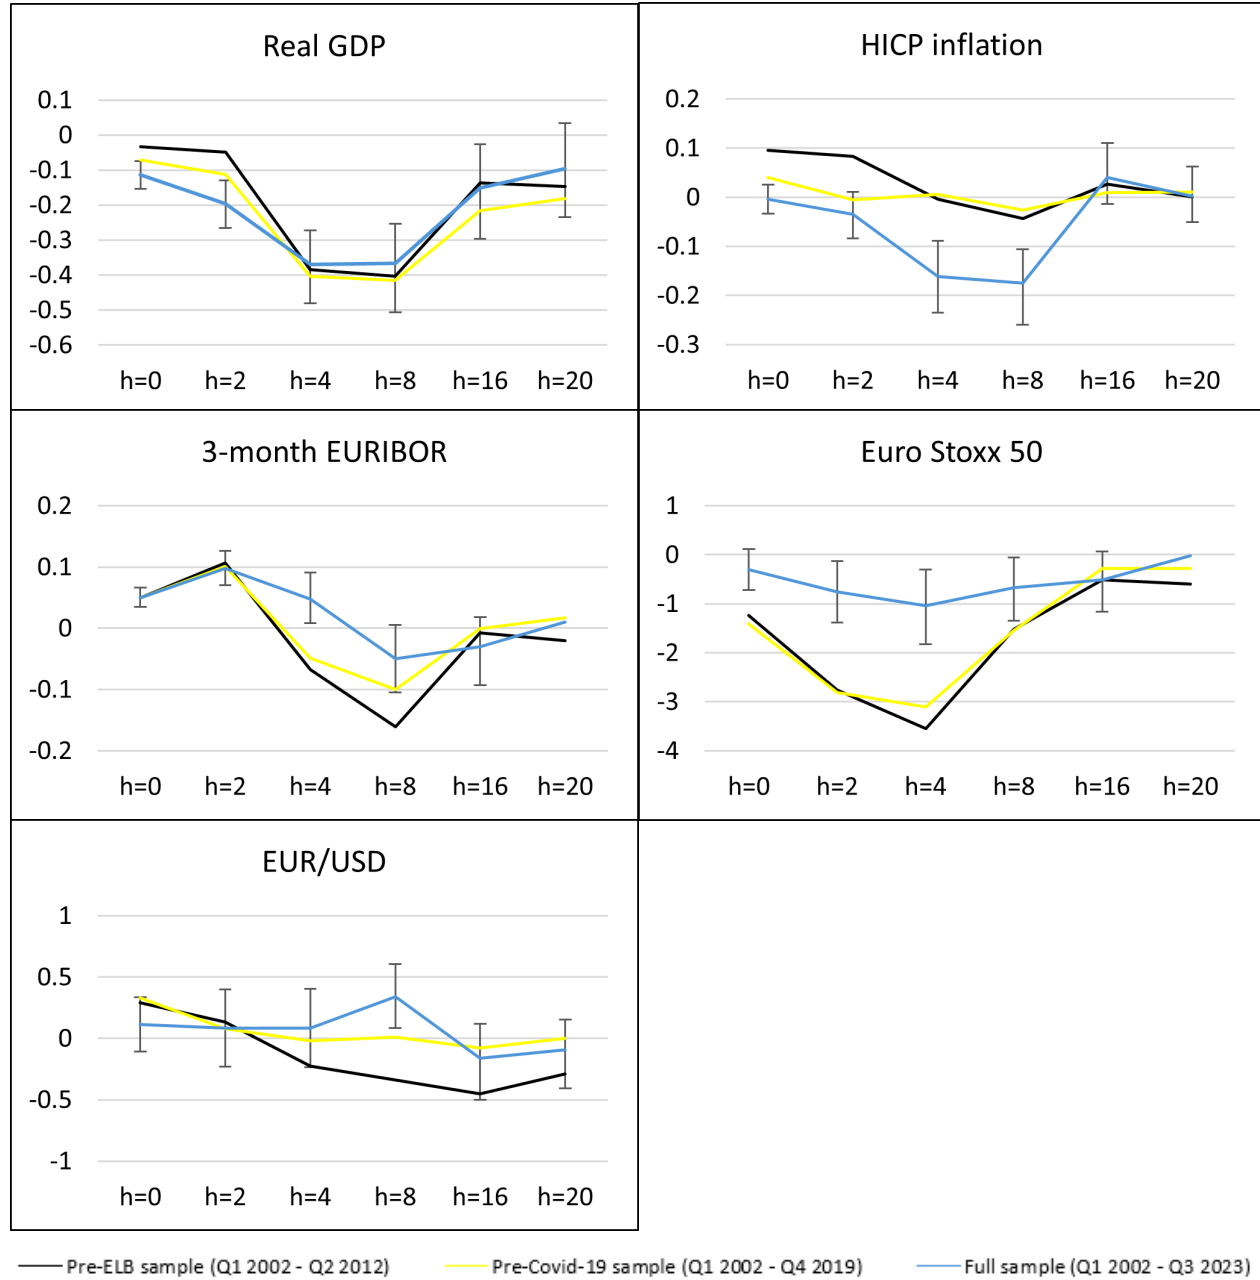 Real GDP
0.1
0
-0.1
-0.2
-0.3
-0.4
-0.5
-0.6
h=0 h=2 h=4 h=8 h=16 h=20
HICP inflation
0.2
0.1
0
-0.1
-0.2
-0.3
h=0 h=2 h=4 h=8 h=16 h=20
3-month EURIBOR
0.2
0.1
0
-0.1
-0.2
h=0 h=2 h=4 h=8 h=16 h=20
Euro Stoxx 50
1
0
-1
-2
-3
-4
h=0 h=2 h=4 h=8 h=16 h=20
EUR/USD
1
0.5
0
-0.5
-1
h=0 h=2 h=4 h=8 h=16 h=20
Pre-ELB sample (Q1 2002 - Q2 2012) Pre-Covid-19 sample (Q1 2002 - Q4 2019) Full sample (Q1 2002 - Q3 2023)